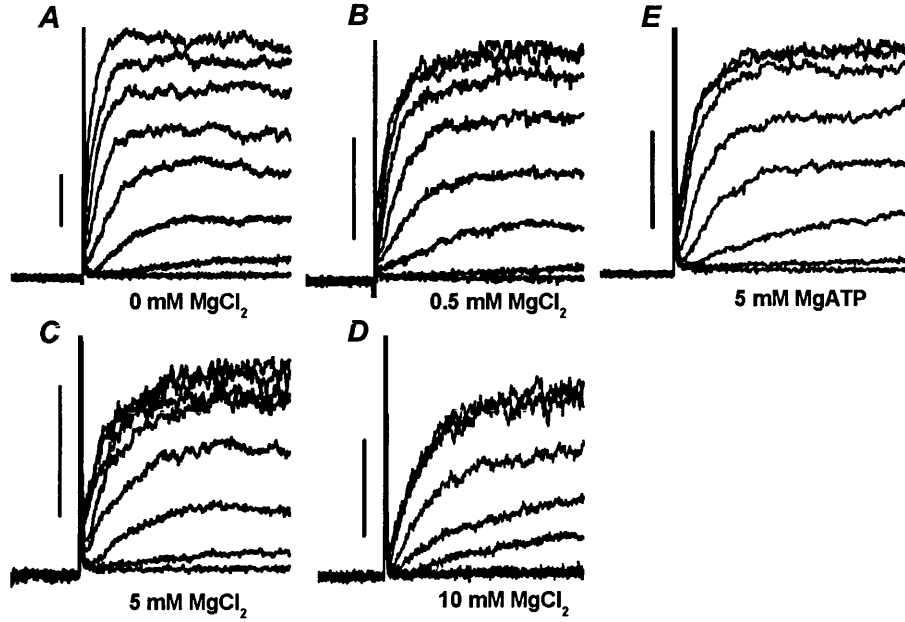 A
B
E
0 mM MgCl₂
0.5 mM MgCl₂
5 mM MgATP
C
D
5 mM MgCl₂
10 mM MgCl₂